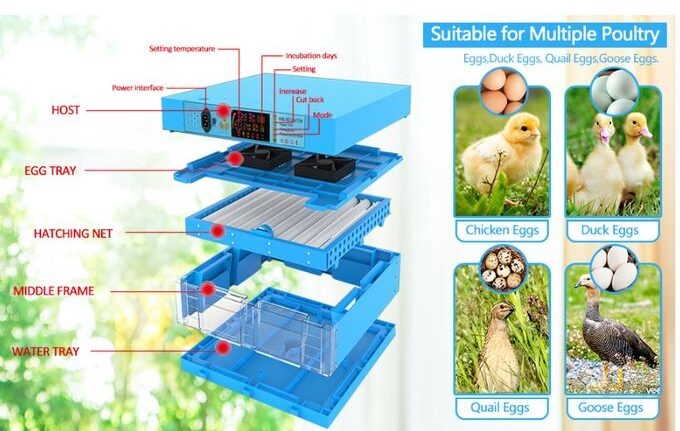 Suitable for Multiple Poultry
Eggs,Duck Eggs, Quail Eggs,Goose Eggs.
Setting temperature
Incubation days
Setting
Power interface
Increase
Cut back
Mode
HOST
EGG TRAY
HATCHING NET
MIDDLE FRAME
WATER TRAY
Chicken Eggs
Duck Eggs
Quail Eggs
Goose Eggs